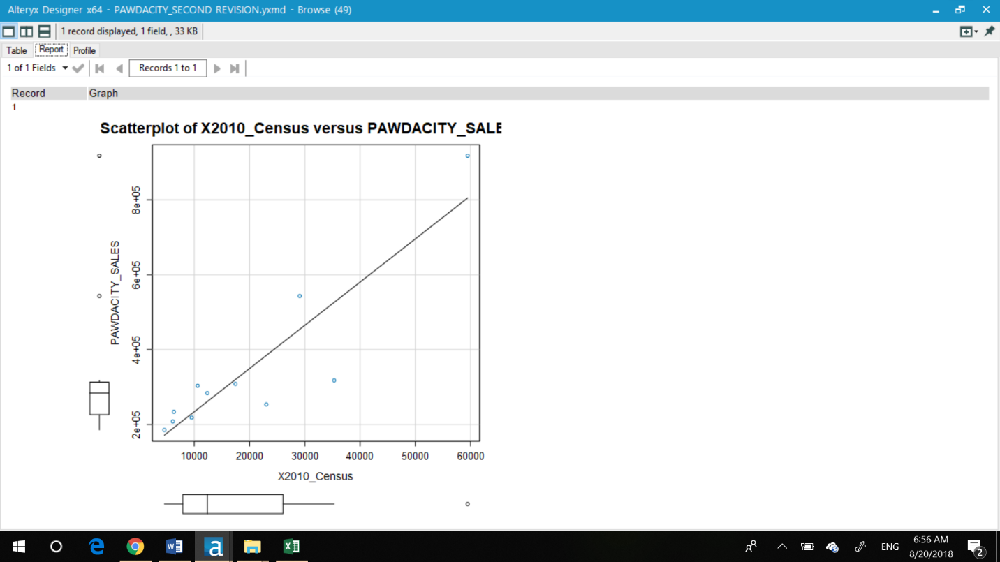 Alteryx Designer x64 - PAWDACITY_SECOND REVISION.yxmd - Browse (49)
1 record displayed, 1 field, , 33 KB
Table Report Profile
1 of 1 Fields Records 1 to 1
Record Graph
1
Scatterplot of X2010_Census versus PAWDACITY_SALE
8e+05
6e+05
4e+05
2e+05
PAWDACITY_SALES
10000 20000 30000 40000 50000 60000
X2010_Census
ENG
6:56 AM
8/20/2018
2